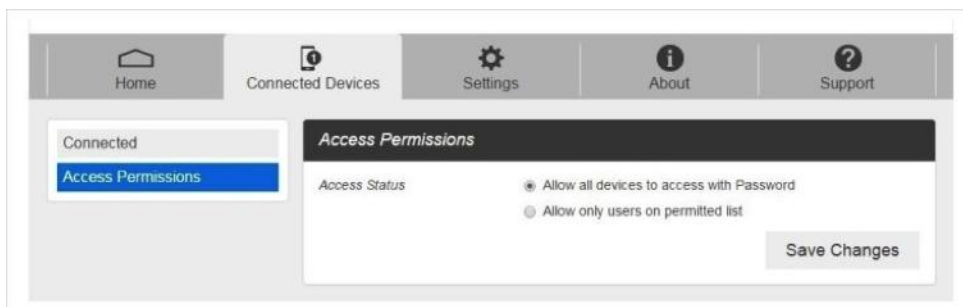 Home
Connected Devices
Settings
About
Support
Connected
Access Permissions
Access Permissions
Access Status
Allow all devices to access with Password
Allow only users on permitted list
Save Changes